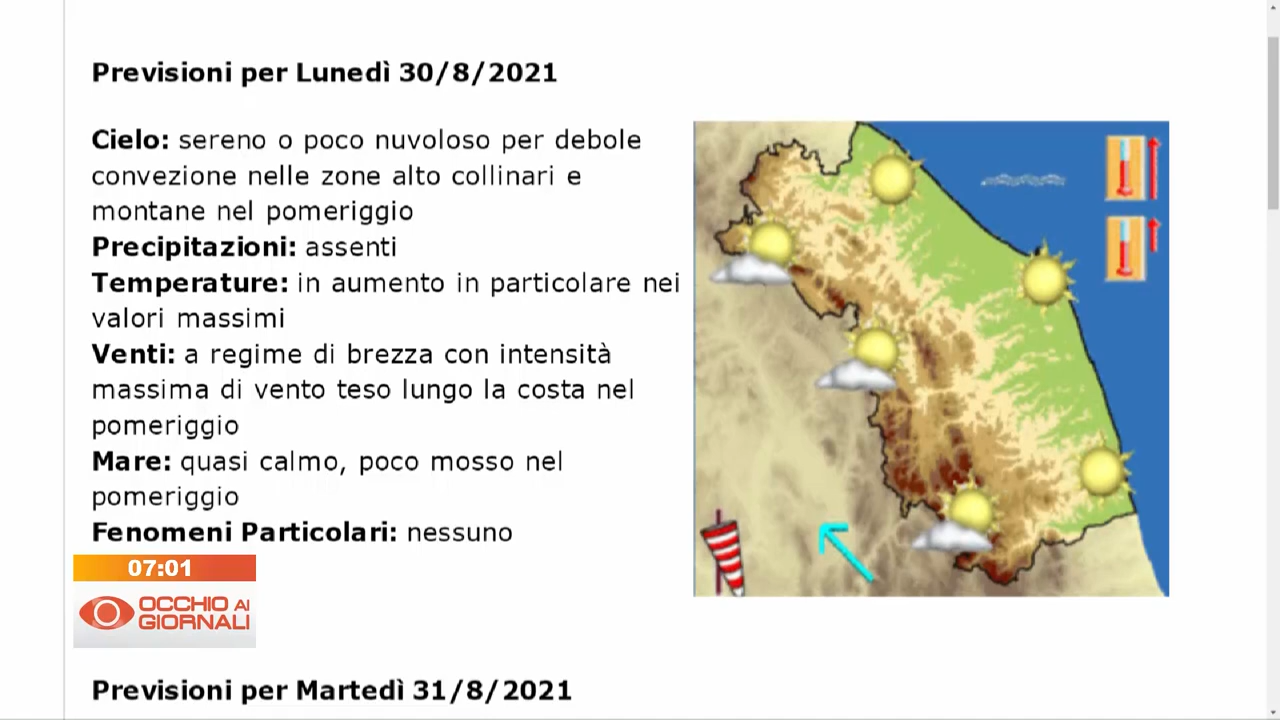 Previsioni per Lunedì 30/8/2021
Cielo: sereno o poco nuvoloso per debole
convezione nelle zone alto collinari e
montane nel pomeriggio
Precipitazioni: assenti
Temperature: in aumento in particolare nei
valori massimi
Venti: a regime di brezza con intensità
massima di vento teso lungo la costa nel
pomeriggio
Mare: quasi calmo, poco mosso nel
pomeriggio
Fenomeni Particolari: nessuno
07:01
OCCHIO AI
GIORNALI
Previsioni per Martedì 31/8/2021